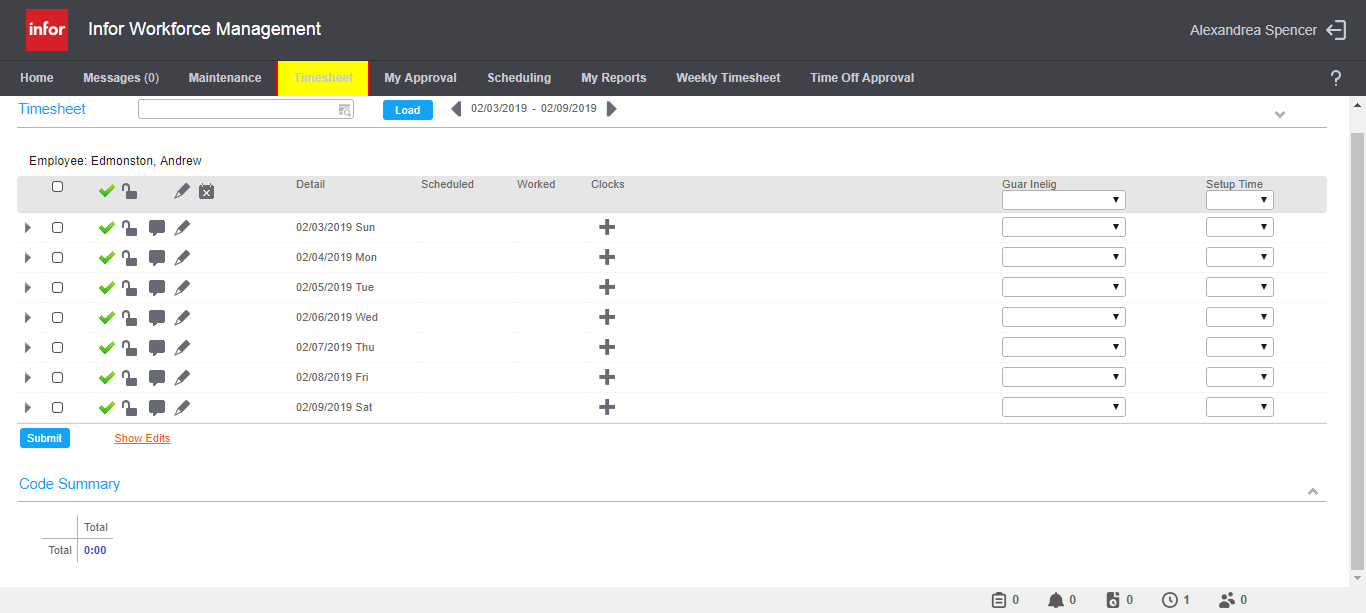 infor Infor Workforce Management Alexandrea Spencer
Home Messages (0) Maintenance Timesheet My Approval Scheduling My Reports Weekly Timesheet Time Off Approval ?
Timesheet Load 02/03/2019 - 02/09/2019
Employee: Edmonston, Andrew
Detail Scheduled Worked Clocks Guar Inelig Setup Time
02/03/2019 Sun
02/04/2019 Mon
02/05/2019 Tue
02/06/2019 Wed
02/07/2019 Thu
02/08/2019 Fri
02/09/2019 Sat
Submit Show Edits
Code Summary
Total
Total 0:00
0 0 0 1 0